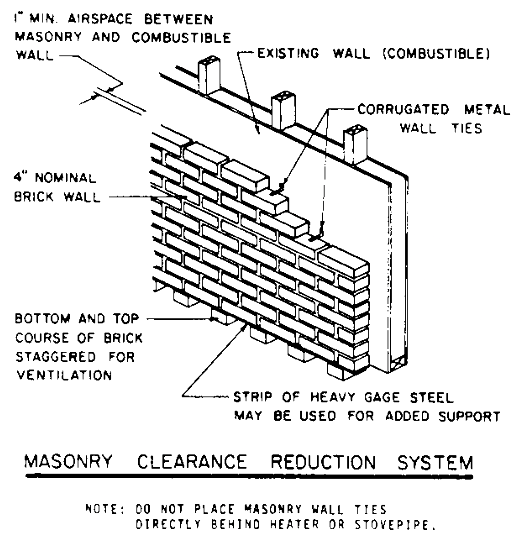 1" MIN. AIRSPACE BETWEEN
MASONRY AND COMBUSTIBLE
WALL
EXISTING WALL (COMBUSTIBLE)
CORRUGATED METAL
WALL TIES
4" NOMINAL
BRICK WALL
BOTTOM AND TOP
COURSE OF BRICK
STAGGERED FOR
VENTILATION
STRIP OF HEAVY GAGE STEEL
MAY BE USED FOR ADDED SUPPORT
MASONRY CLEARANCE REDUCTION SYSTEM
NOTE: DO NOT PLACE MASONRY WALL TIES
DIRECTLY BEHIND HEATER OR STOVEPIPE.